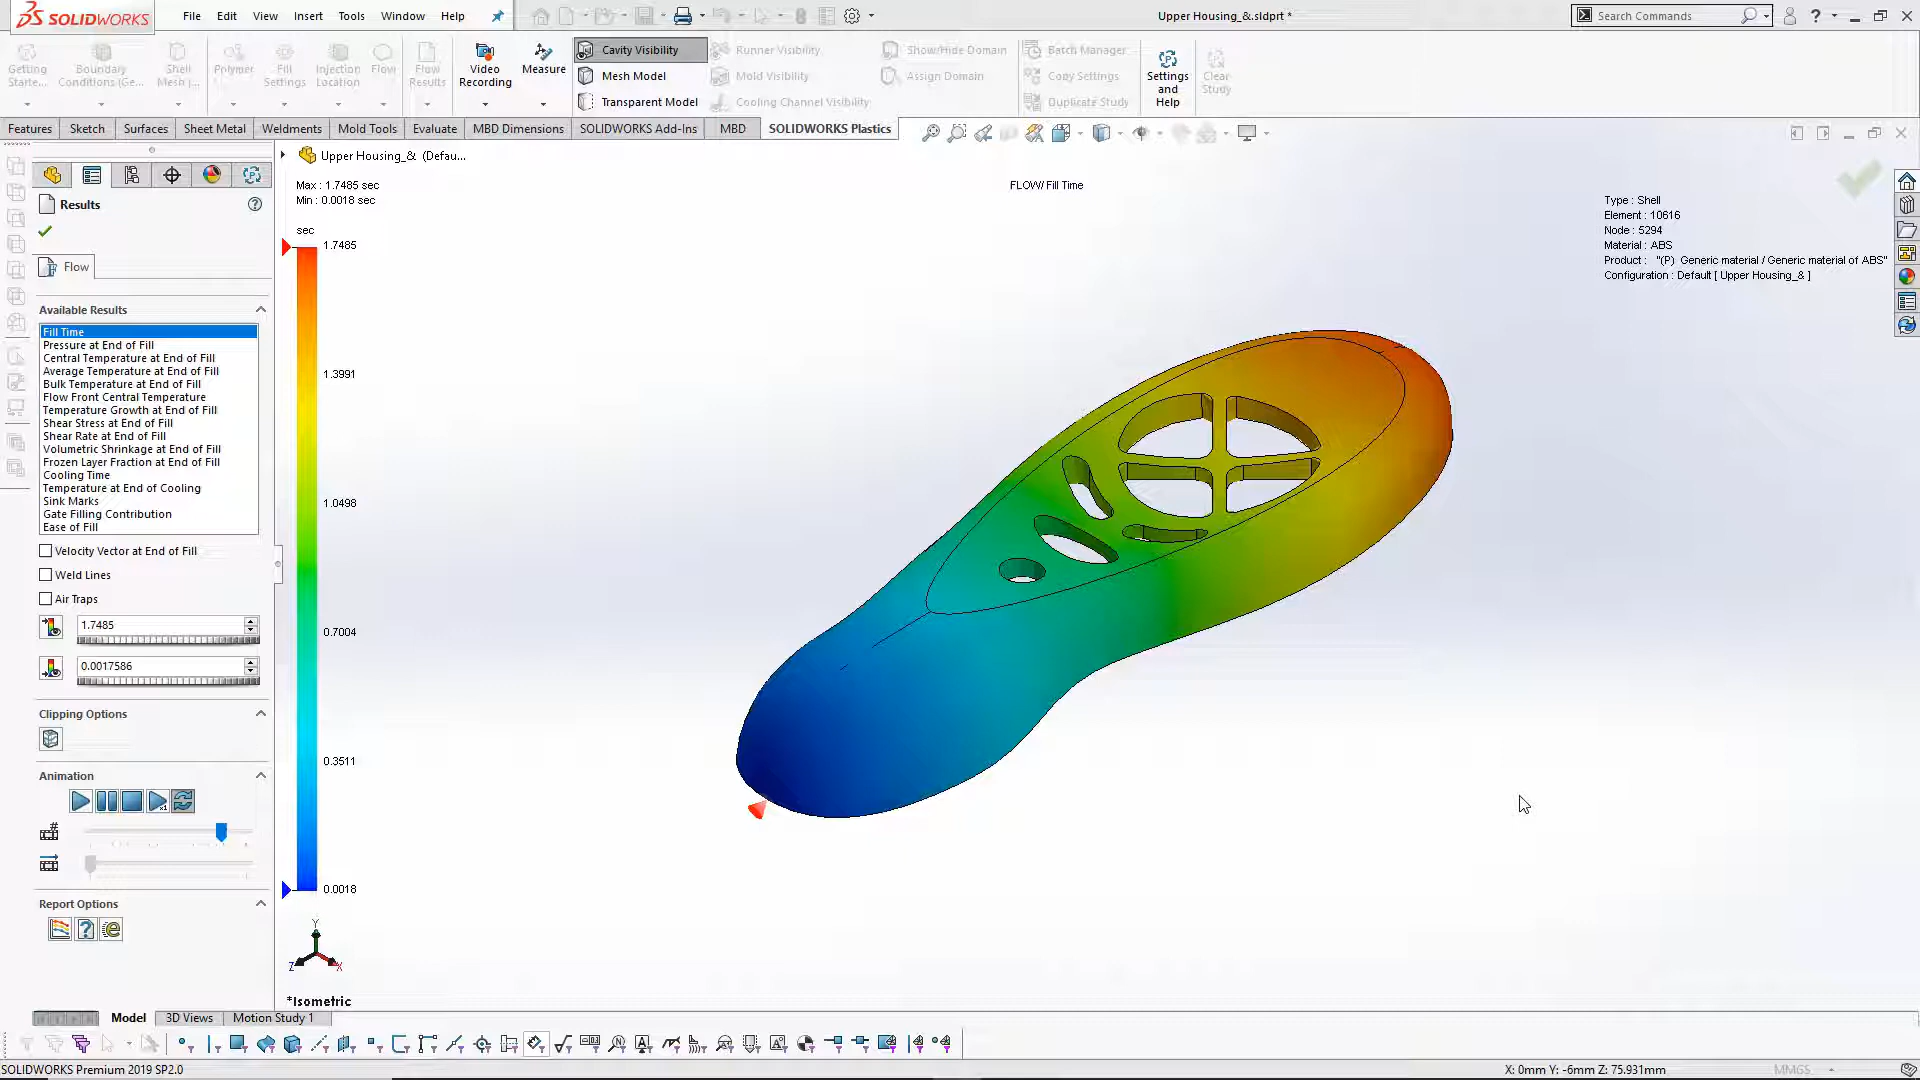 SOLIDWORKS
File Edit View Insert Tools Window Help
Upper Housing_&.sldprt *
Search Commands
Getting Starte...
Boundary Conditions (Ge...
Shell Mesh |...
Polymer
Fill Settings
Injection Location
Flow
Flow Results
Video Recording
Measure
Cavity Visibility
Mesh Model
Transparent Model
Runner Visibility
Mold Visibility
Cooling Channel Visibility
Show/Hide Domain
Assign Domain
Batch Manager
Copy Settings
Duplicate Study
Settings and Help
Clear Study
Features Sketch Surfaces Sheet Metal Weldments Mold Tools Evaluate MBD Dimensions SOLIDWORKS Add-Ins MBD SOLIDWORKS Plastics
Upper Housing_& (Defau...
Results
Flow
Available Results
Fill Time
Pressure at End of Fill
Central Temperature at End of Fill
Average Temperature at End of Fill
Bulk Temperature at End of Fill
Flow Front Central Temperature
Temperature Growth at End of Fill
Shear Stress at End of Fill
Shear Rate at End of Fill
Volumetric Shrinkage at End of Fill
Frozen Layer Fraction at End of Fill
Cooling Time
Temperature at End of Cooling
Sink Marks
Gate Filling Contribution
Ease of Fill
Velocity Vector at End of Fill
Weld Lines
Air Traps
1.7485
0.0017586
Clipping Options
Animation
Report Options
Max : 1.7485 sec
Min : 0.0018 sec
sec
1.7485
1.3991
1.0498
0.7004
0.3511
0.0018
FLOW/ Fill Time
Type : Shell
Element : 10616
Node : 5294
Material : ABS
Product : "(P) Generic material / Generic material of ABS"
Configuration : Default [ Upper Housing_& ]
Y
Z
X
*Isometric
Model 3D Views Motion Study 1
SOLIDWORKS Premium 2019 SP2.0
X: 0mm Y: -6mm Z: 75.931mm
MMGS